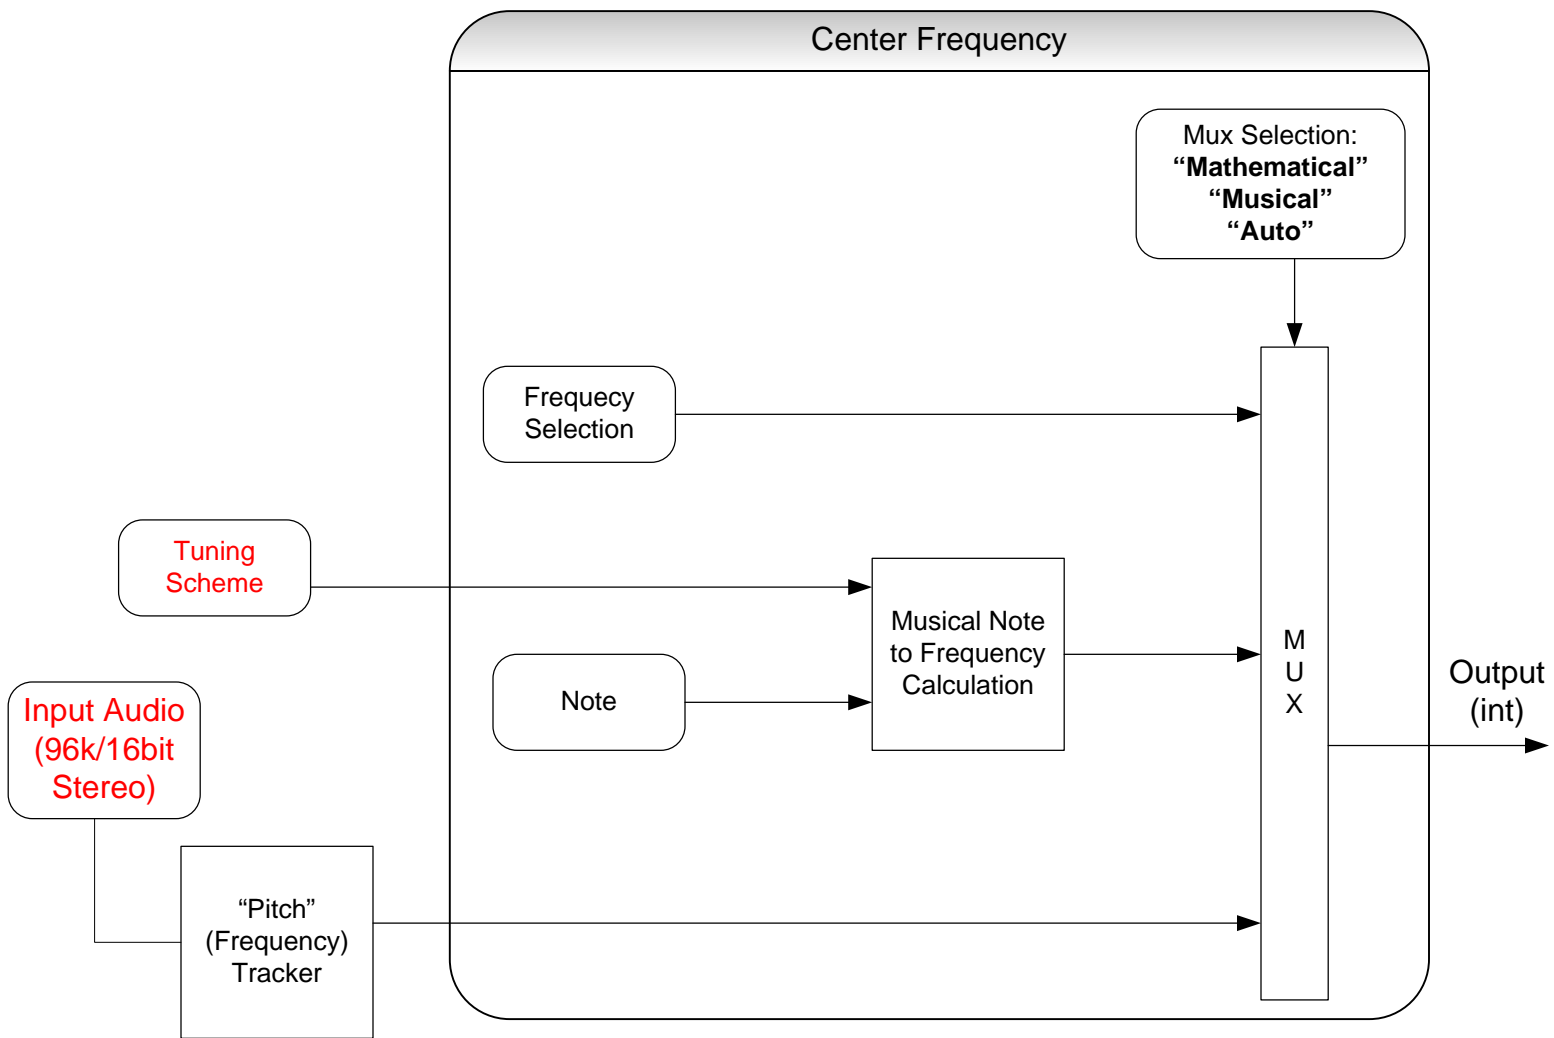 Center Frequency
Mux Selection:
“Mathematical”
“Musical”
“Auto”
Frequecy
Selection
Tuning
Scheme
Musical Note
to Frequency
Calculation
Note
M
U
X
Output
(int)
Input Audio
(96k/16bit
Stereo)
“Pitch”
(Frequency)
Tracker